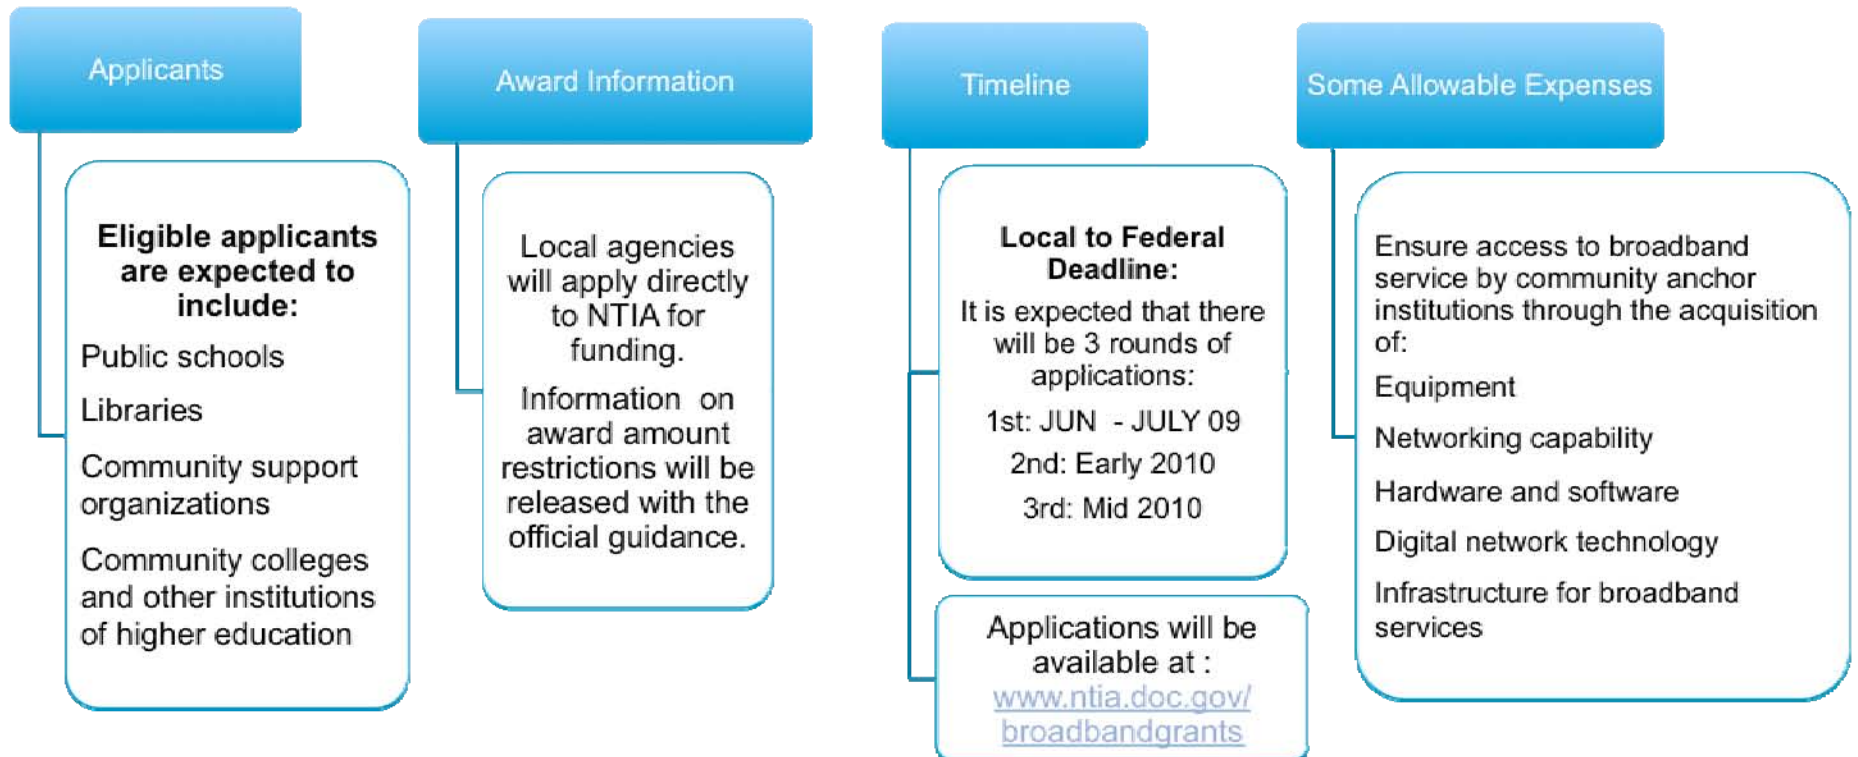 Applicants
Eligible applicants
are expected to
include:
Public schools
Libraries
Community support
organizations
Community colleges
and other institutions
of higher education
Award Information
Local agencies
will apply directly
to NTIA for
funding.
Information on
award amount
restrictions will be
released with the
official guidance.
Timeline
Local to Federal
Deadline:
It is expected that there
will be 3 rounds of
applications:
1st: JUN - JULY 09
2nd: Early 2010
3rd: Mid 2010
Applications will be
available at :
www.ntia.doc.gov/
broadbandgrants
Some Allowable Expenses
Ensure access to broadband
service by community anchor
institutions through the acquisition
of:
Equipment
Networking capability
Hardware and software
Digital network technology
Infrastructure for broadband
services